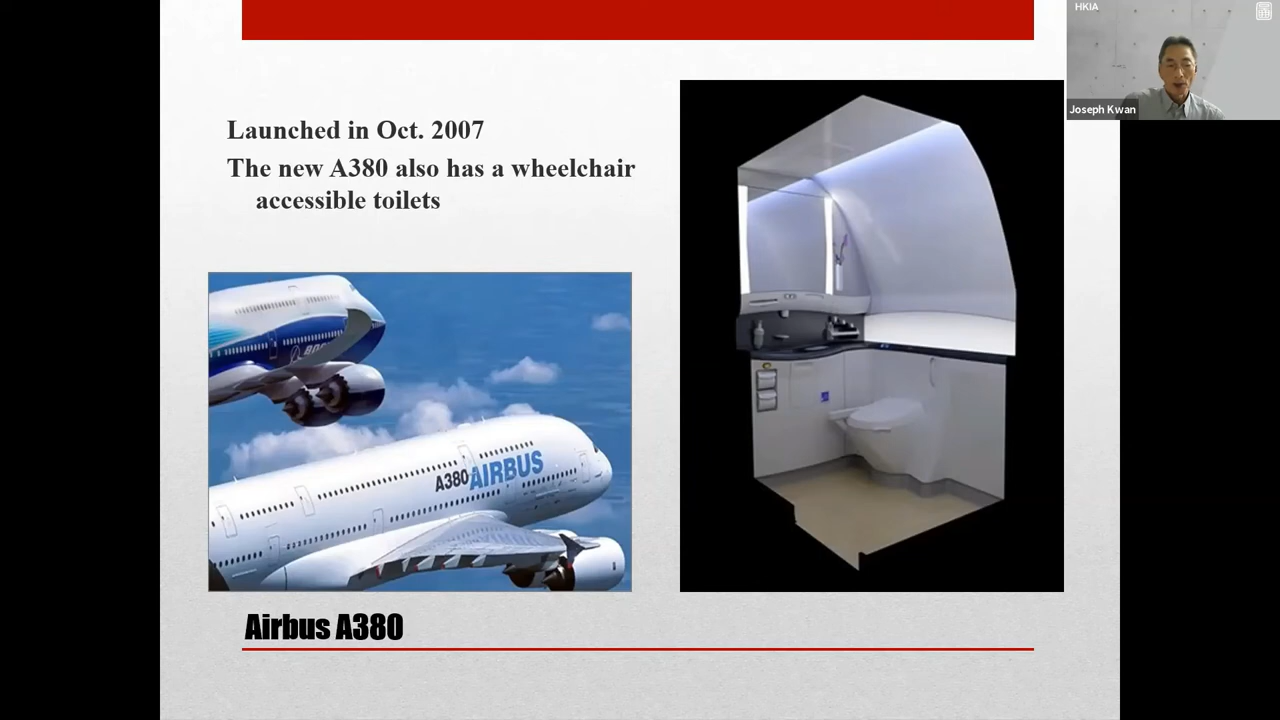 HKIA
Joseph Kwan
Launched in Oct. 2007
The new A380 also has a wheelchair
accessible toilets
A380 AIRBUS
Airbus A380